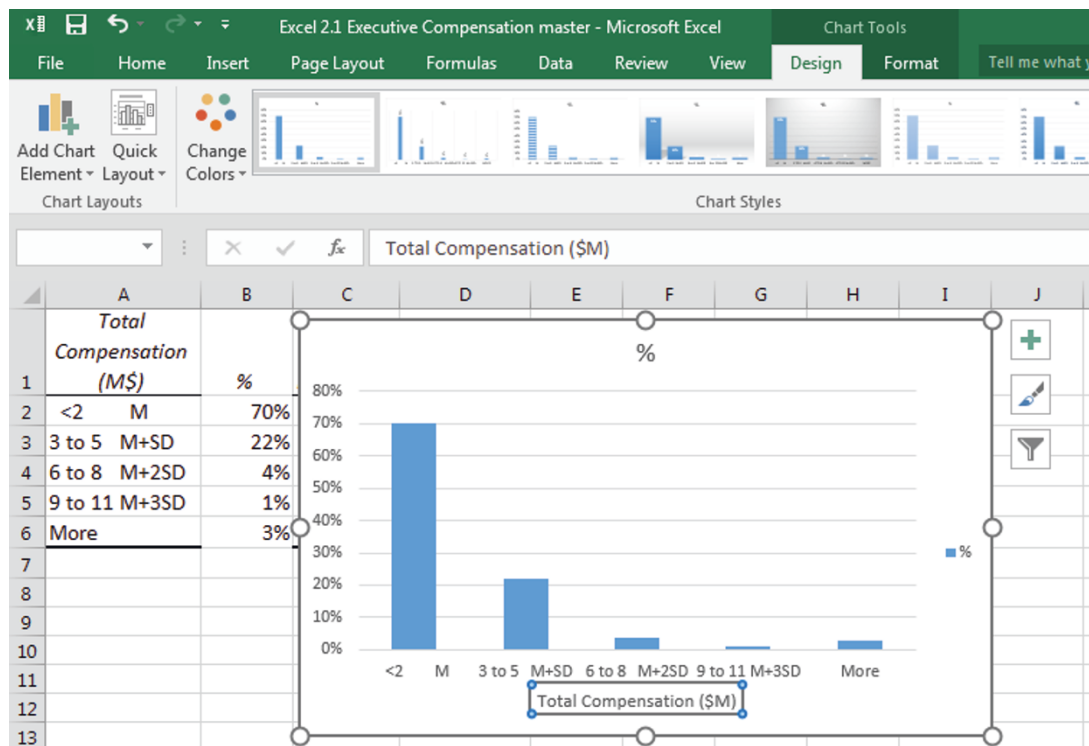 Excel 2.1 Executive Compensation master - Microsoft Excel Chart Tools
File Home Insert Page Layout Formulas Data Review View Design Format Tell me what
Add Chart Element Quick Layout Change Colors
Chart Layouts Chart Styles
fx Total Compensation ($M)
A B C D E F G H I J
Total
Compensation
1 (M$) %
2 <2 M 70%
3 3 to 5 M+SD 22%
4 6 to 8 M+2SD 4%
5 9 to 11 M+3SD 1%
6 More 3%
7
8
9
10
11
12
13
%
80%
70%
60%
50%
40%
30%
20%
10%
0%
<2 M 3 to 5 M+SD 6 to 8 M+2SD 9 to 11 M+3SD More
Total Compensation ($M)
%